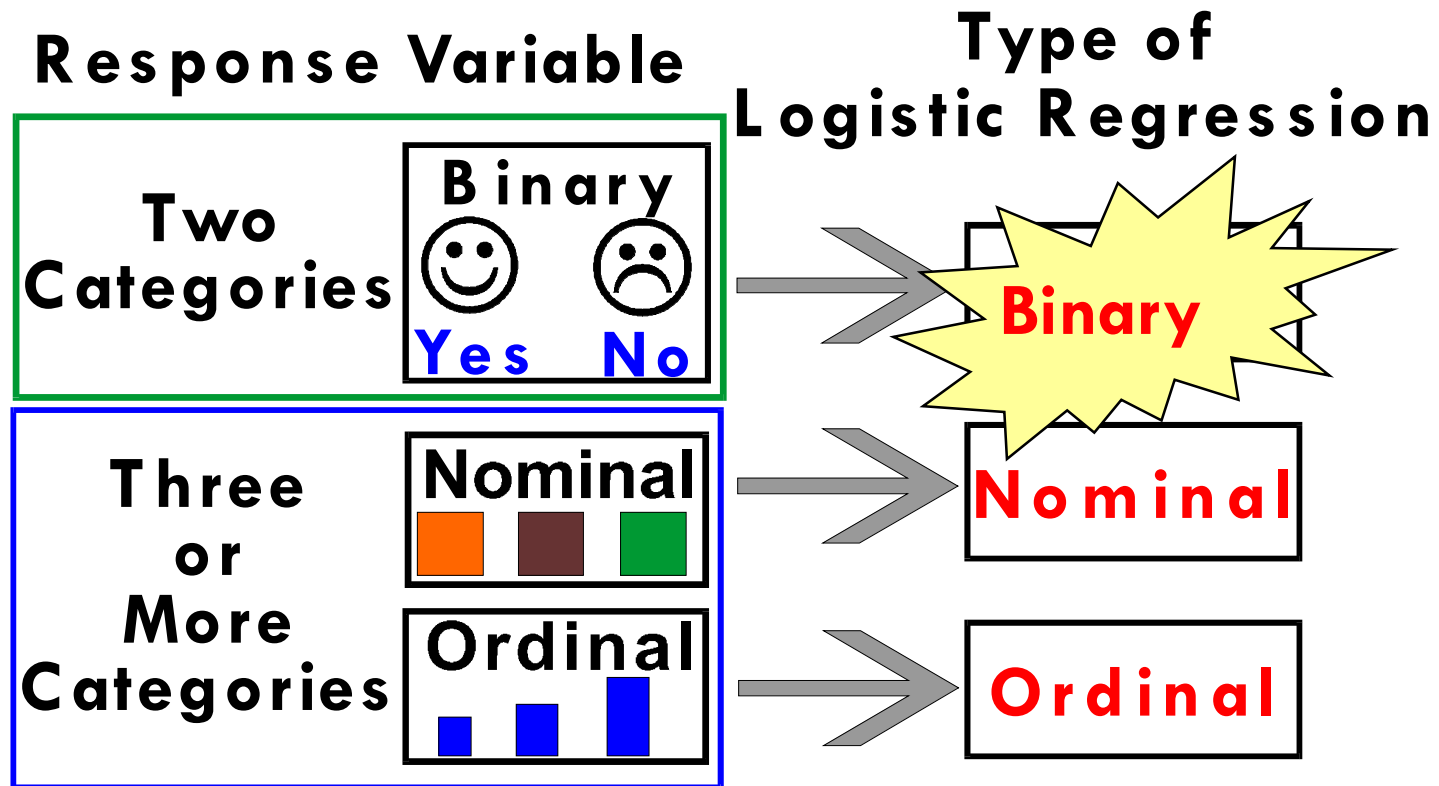 Response Variable
Type of
Logistic Regression
Two
Categories
Binary
Yes No
Binary
Three
or
More
Categories
Nominal
Nominal
Ordinal
Ordinal